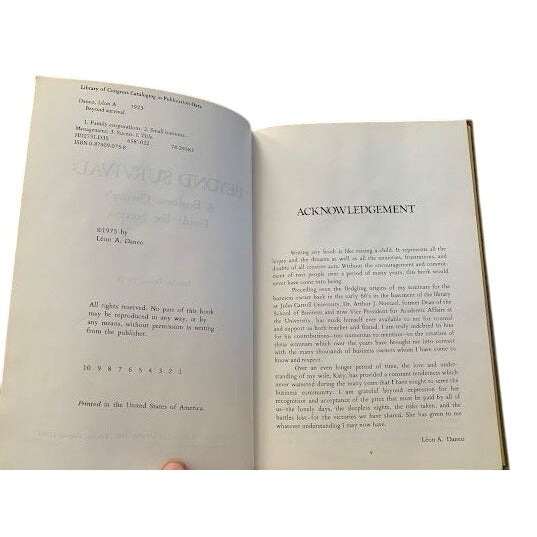 Library of Congress Cataloging in Publication Data
Danco, Léon A 1923
Beyond survival.
1. Family corporations. 2. Small business—
Management. 3. Success. I. Title.
HD2731.D35 658'.022 74-29585
ISBN 0-87909-075-8
©1975 by
Léon A. Danco
All rights reserved. No part of this book
may be reproduced in any way, or by
any means, without permission in writing
from the publisher.
10 9 8 7 6 5 4 3 2 1
Printed in the United States of America.
ACKNOWLEDGEMENT
Writing any book is like raising a child. It represents all the
hopes and the dreams as well as all the anxieties, frustrations, and
duality of all creative acts. Without the encouragement and commit-
ment of two people over a period of many years, this book would
never have come into being.
Preceding even the fledgling origins of my seminars for the
business owner back in the early 60's in the basement of the library
at John Carroll University, Dr. Arthur J. Noetzel, former Dean of the
School of Business and now Vice President for Academic Affairs at
the University, has made himself ever available to me for counsel
and support as both teacher and friend. I am truly indebted to him
for his contributions—too numerous to mention—to the creation of
these seminars which over the years have brought me into contact
with the many thousands of business owners whom I have come to
know and respect.
Over an even longer period of time, the love and under-
standing of my wife, Katy, has provided a constant tenderness which
never wavered during the many years that I have sought to serve the
business community. I am grateful beyond expression for her
recognition and acceptance of the price that must be paid by all of
us—the lonely days, the sleepless nights, the risks taken, and the
battles lost—for the victories we have shared. She has given to me
whatever understanding I may now have.
Léon A. Danco
v